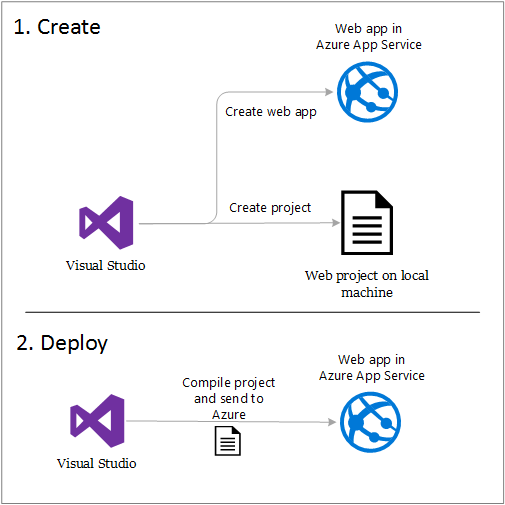 1. Create
Web app in
Azure App Service
Create web app
Create project
Visual Studio
Web project on local
machine
2. Deploy
Web app in
Azure App Service
Compile project
and send to
Azure
Visual Studio